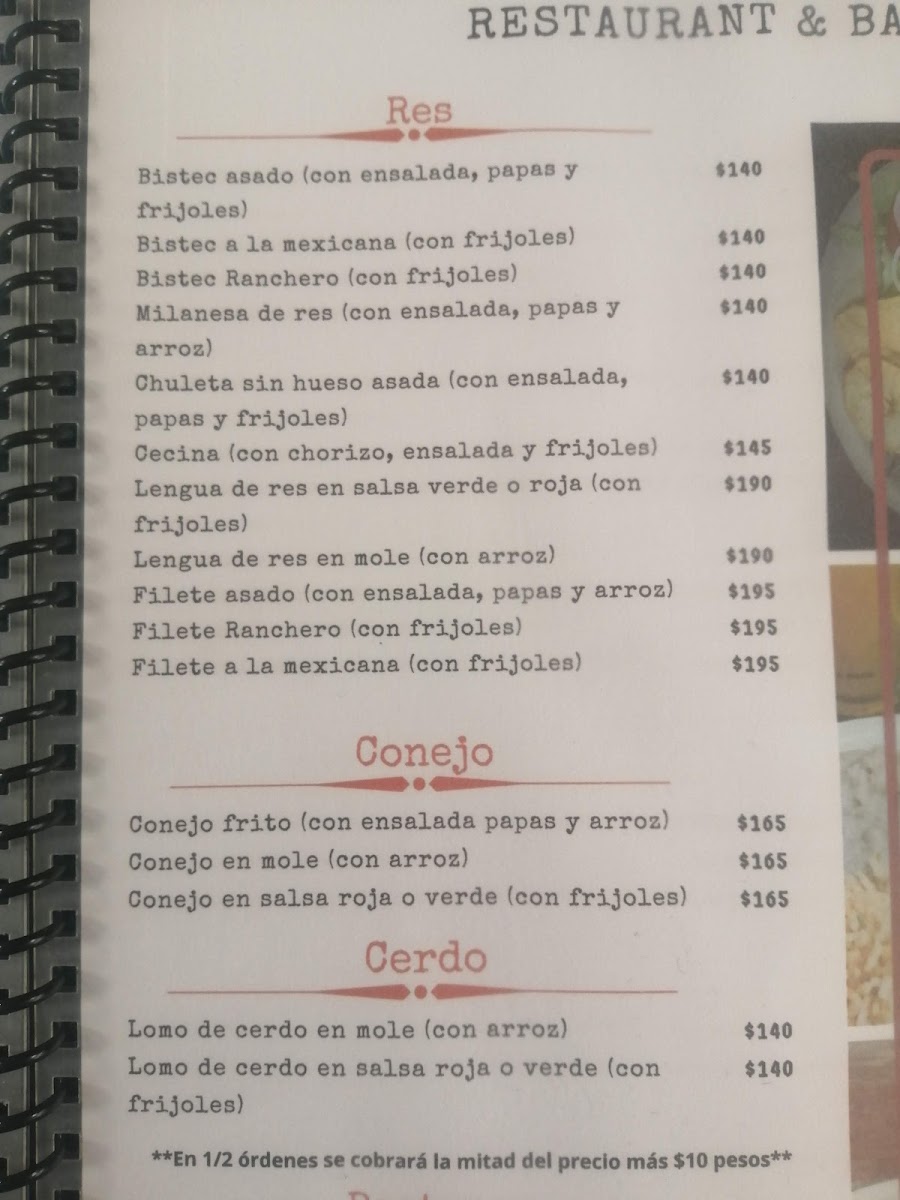 RESTAURANT & BA
Res
Bistec asado (con ensalada, papas y $140
frijoles)
Bistec a la mexicana (con frijoles) $140
Bistec Ranchero (con frijoles) $140
Milanesa de res (con ensalada, papas y $140
arroz)
Chuleta sin hueso asada (con ensalada, $140
papas y frijoles)
Cecina (con chorizo, ensalada y frijoles) $145
Lengua de res en salsa verde o roja (con $190
frijoles)
Lengua de res en mole (con arroz) $190
Filete asado (con ensalada, papas y arroz) $195
Filete Ranchero (con frijoles) $195
Filete a la mexicana (con frijoles) $195
Conejo
Conejo frito (con ensalada papas y arroz) $165
Conejo en mole (con arroz) $165
Conejo en salsa roja o verde (con frijoles) $165
Cerdo
Lomo de cerdo en mole (con arroz) $140
Lomo de cerdo en salsa roja o verde (con $140
frijoles)
**En 1/2 órdenes se cobrará la mitad del precio más $10 pesos**